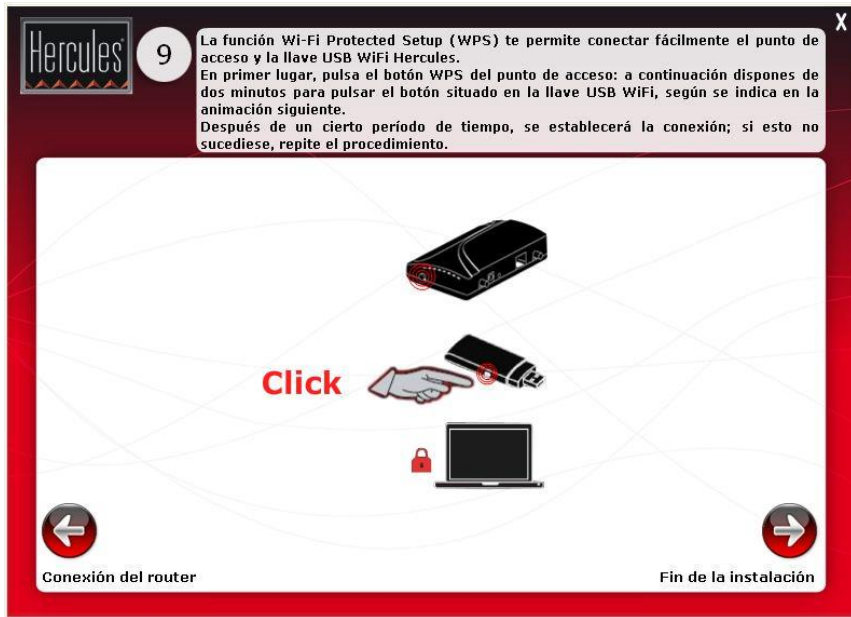 X
Hercules
9
La función Wi-Fi Protected Setup (WPS) te permite conectar fácilmente el punto de
acceso y la llave USB WiFi Hercules.
En primer lugar, pulsa el botón WPS del punto de acceso: a continuación dispones de
dos minutos para pulsar el botón situado en la llave USB WiFi, según se indica en la
animación siguiente.
Después de un cierto período de tiempo, se establecerá la conexión; si esto no
sucediese, repite el procedimiento.
Click
Conexión del router
Fin de la instalación